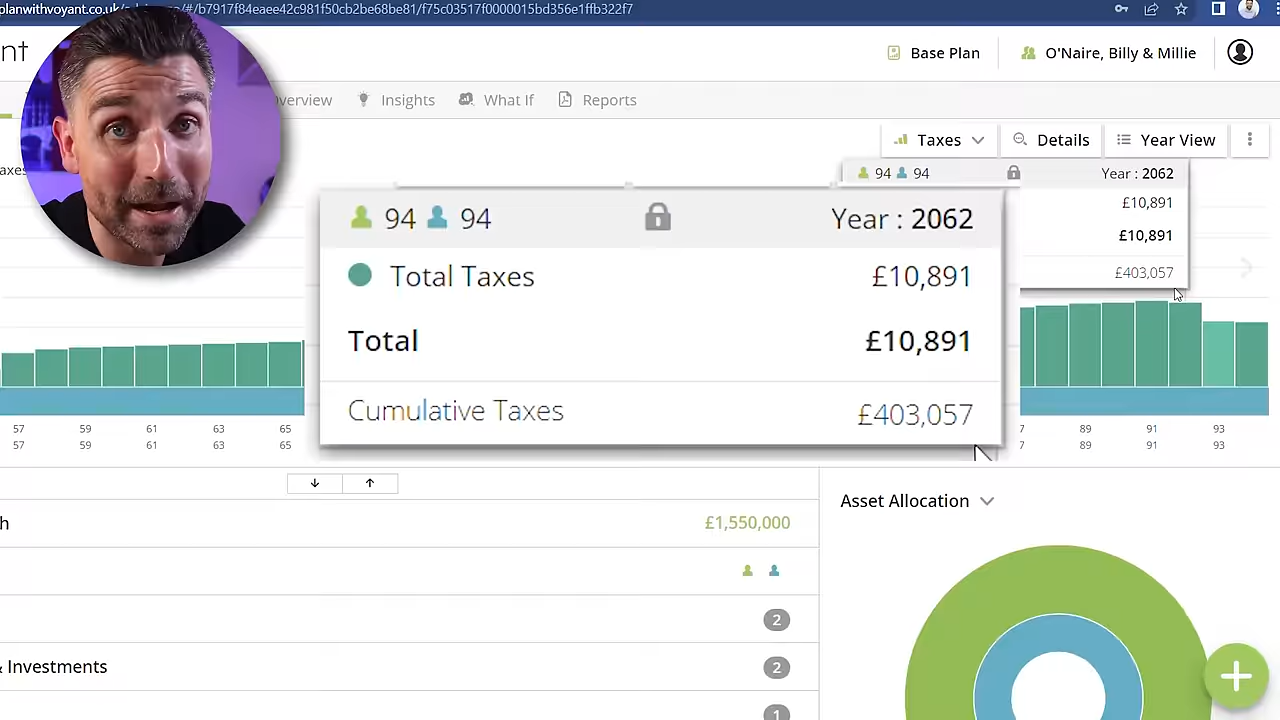 planwithvoyant.co.uk
#/b7917f84eaee42c981f50cb2be68be81/f75c03517f0000015bd356e1ffb322f7
nt
Base Plan
O'Naire, Billy & Millie
verview
Insights
What If
Reports
Taxes
Details
Year View
axes
94 94 Year : 2062
£10,891
£10,891
£403,057
94 94 Year : 2062
Total Taxes £10,891
Total £10,891
Cumulative Taxes £403,057
57 59 61 63 65 7 89 91 93
57 59 61 63 65 89 91 93
h £1,550,000
Asset Allocation
2
& Investments 2
1